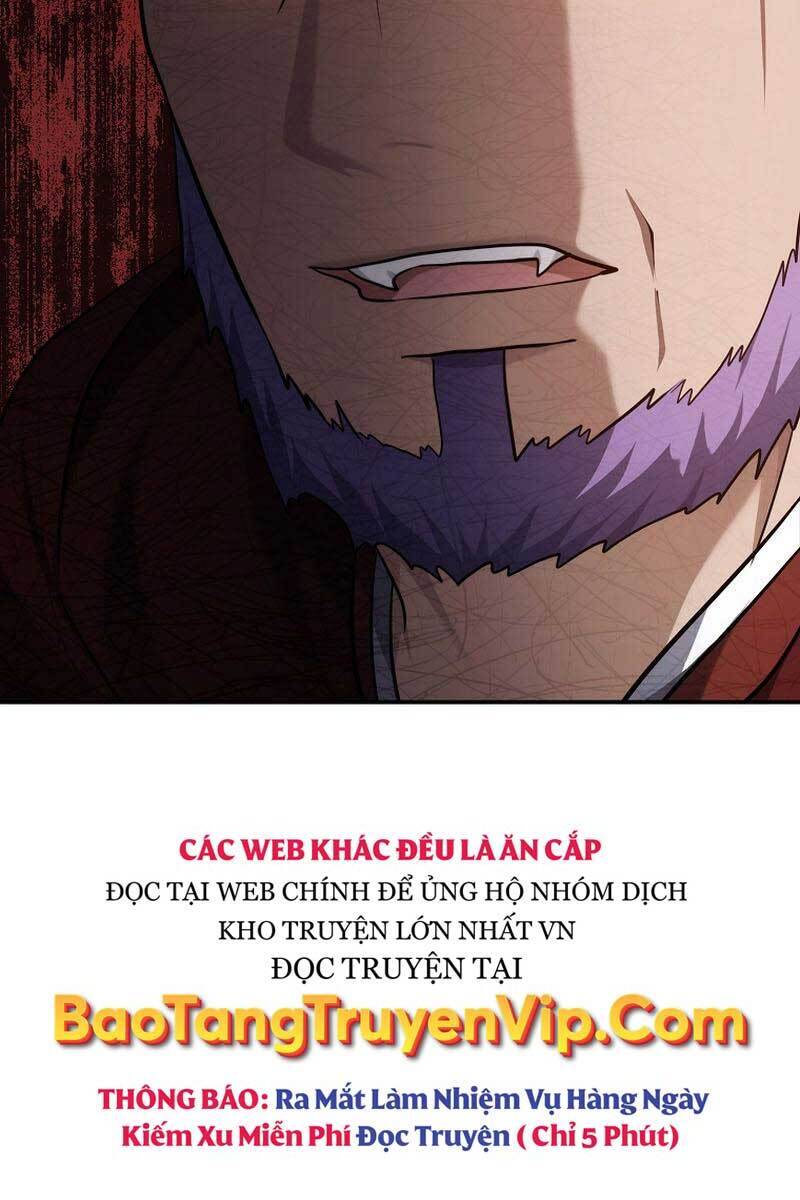 CÁC WEB KHÁC ĐỀU LÀ ĂN CẮP
ĐỌC TẠI WEB CHÍNH ĐỂ ỦNG HỘ NHÓM DỊCH
KHO TRUYỆN LỚN NHẤT VN
ĐỌC TRUYỆN TẠI
BaoTangTruyenVip.Com
THÔNG BÁO: Ra Mắt Làm Nhiệm Vụ Hàng Ngày
Kiếm Xu Miễn Phí Đọc Truyện ( Chỉ 5 Phút)